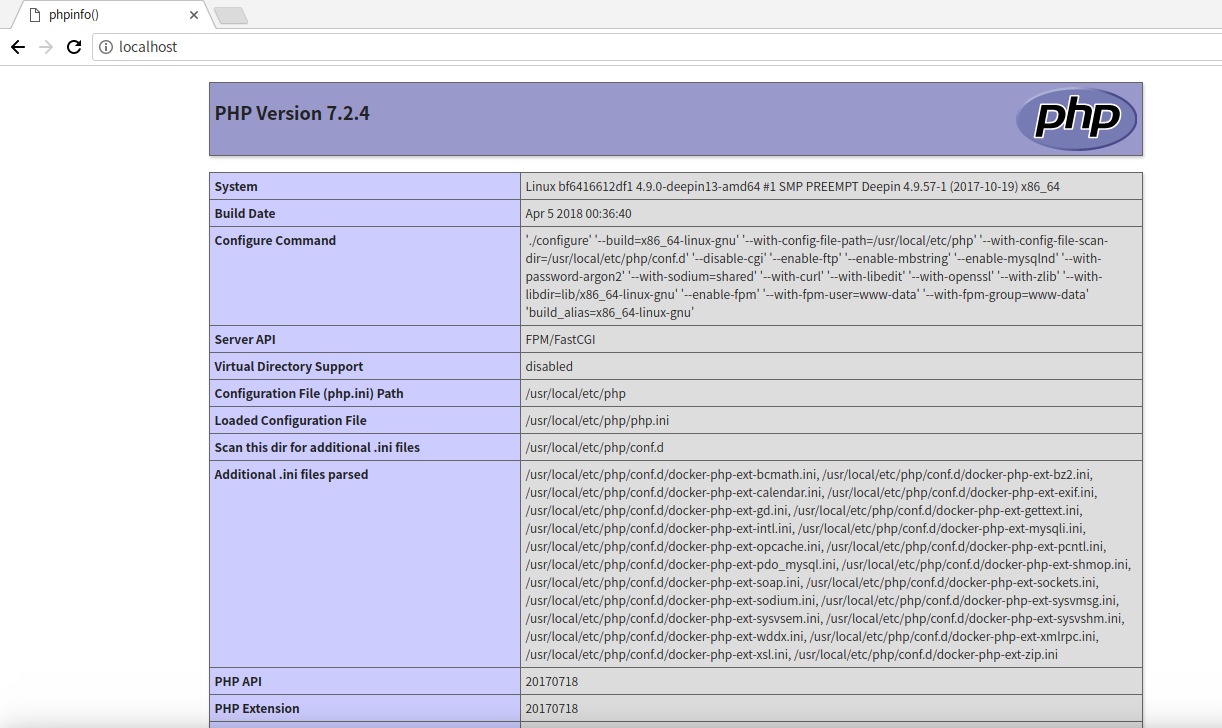 phpinfo()
localhost
PHP Version 7.2.4
php
System
Linux bf6416612df1 4.9.0-deepin13-amd64 #1 SMP PREEMPT Deepin 4.9.57-1 (2017-10-19) x86_64
Build Date
Apr 5 2018 00:36:40
Configure Command
'./configure' '--build=x86_64-linux-gnu' '--with-config-file-path=/usr/local/etc/php' '--with-config-file-scan-
dir=/usr/local/etc/php/conf.d' '--disable-cgi' '--enable-ftp' '--enable-mbstring' '--enable-mysqlnd' '--with-
password-argon2' '--with-sodium=shared' '--with-curl' '--with-libedit' '--with-openssl' '--with-zlib' '--with-
libdir=lib/x86_64-linux-gnu' '--enable-fpm' '--with-fpm-user=www-data' '--with-fpm-group=www-data'
'build_alias=x86_64-linux-gnu'
Server API
FPM/FastCGI
Virtual Directory Support
disabled
Configuration File (php.ini) Path
/usr/local/etc/php
Loaded Configuration File
/usr/local/etc/php/php.ini
Scan this dir for additional .ini files
/usr/local/etc/php/conf.d
Additional .ini files parsed
/usr/local/etc/php/conf.d/docker-php-ext-bcmath.ini, /usr/local/etc/php/conf.d/docker-php-ext-bz2.ini,
/usr/local/etc/php/conf.d/docker-php-ext-calendar.ini, /usr/local/etc/php/conf.d/docker-php-ext-exif.ini,
/usr/local/etc/php/conf.d/docker-php-ext-gd.ini, /usr/local/etc/php/conf.d/docker-php-ext-gettext.ini,
/usr/local/etc/php/conf.d/docker-php-ext-intl.ini, /usr/local/etc/php/conf.d/docker-php-ext-mysqli.ini,
/usr/local/etc/php/conf.d/docker-php-ext-opcache.ini, /usr/local/etc/php/conf.d/docker-php-ext-pcntl.ini,
/usr/local/etc/php/conf.d/docker-php-ext-pdo_mysql.ini, /usr/local/etc/php/conf.d/docker-php-ext-shmop.ini,
/usr/local/etc/php/conf.d/docker-php-ext-soap.ini, /usr/local/etc/php/conf.d/docker-php-ext-sockets.ini,
/usr/local/etc/php/conf.d/docker-php-ext-sodium.ini, /usr/local/etc/php/conf.d/docker-php-ext-sysvmsg.ini,
/usr/local/etc/php/conf.d/docker-php-ext-sysvsem.ini, /usr/local/etc/php/conf.d/docker-php-ext-sysvshm.ini,
/usr/local/etc/php/conf.d/docker-php-ext-wddx.ini, /usr/local/etc/php/conf.d/docker-php-ext-xmlrpc.ini,
/usr/local/etc/php/conf.d/docker-php-ext-xsl.ini, /usr/local/etc/php/conf.d/docker-php-ext-zip.ini
PHP API
20170718
PHP Extension
20170718